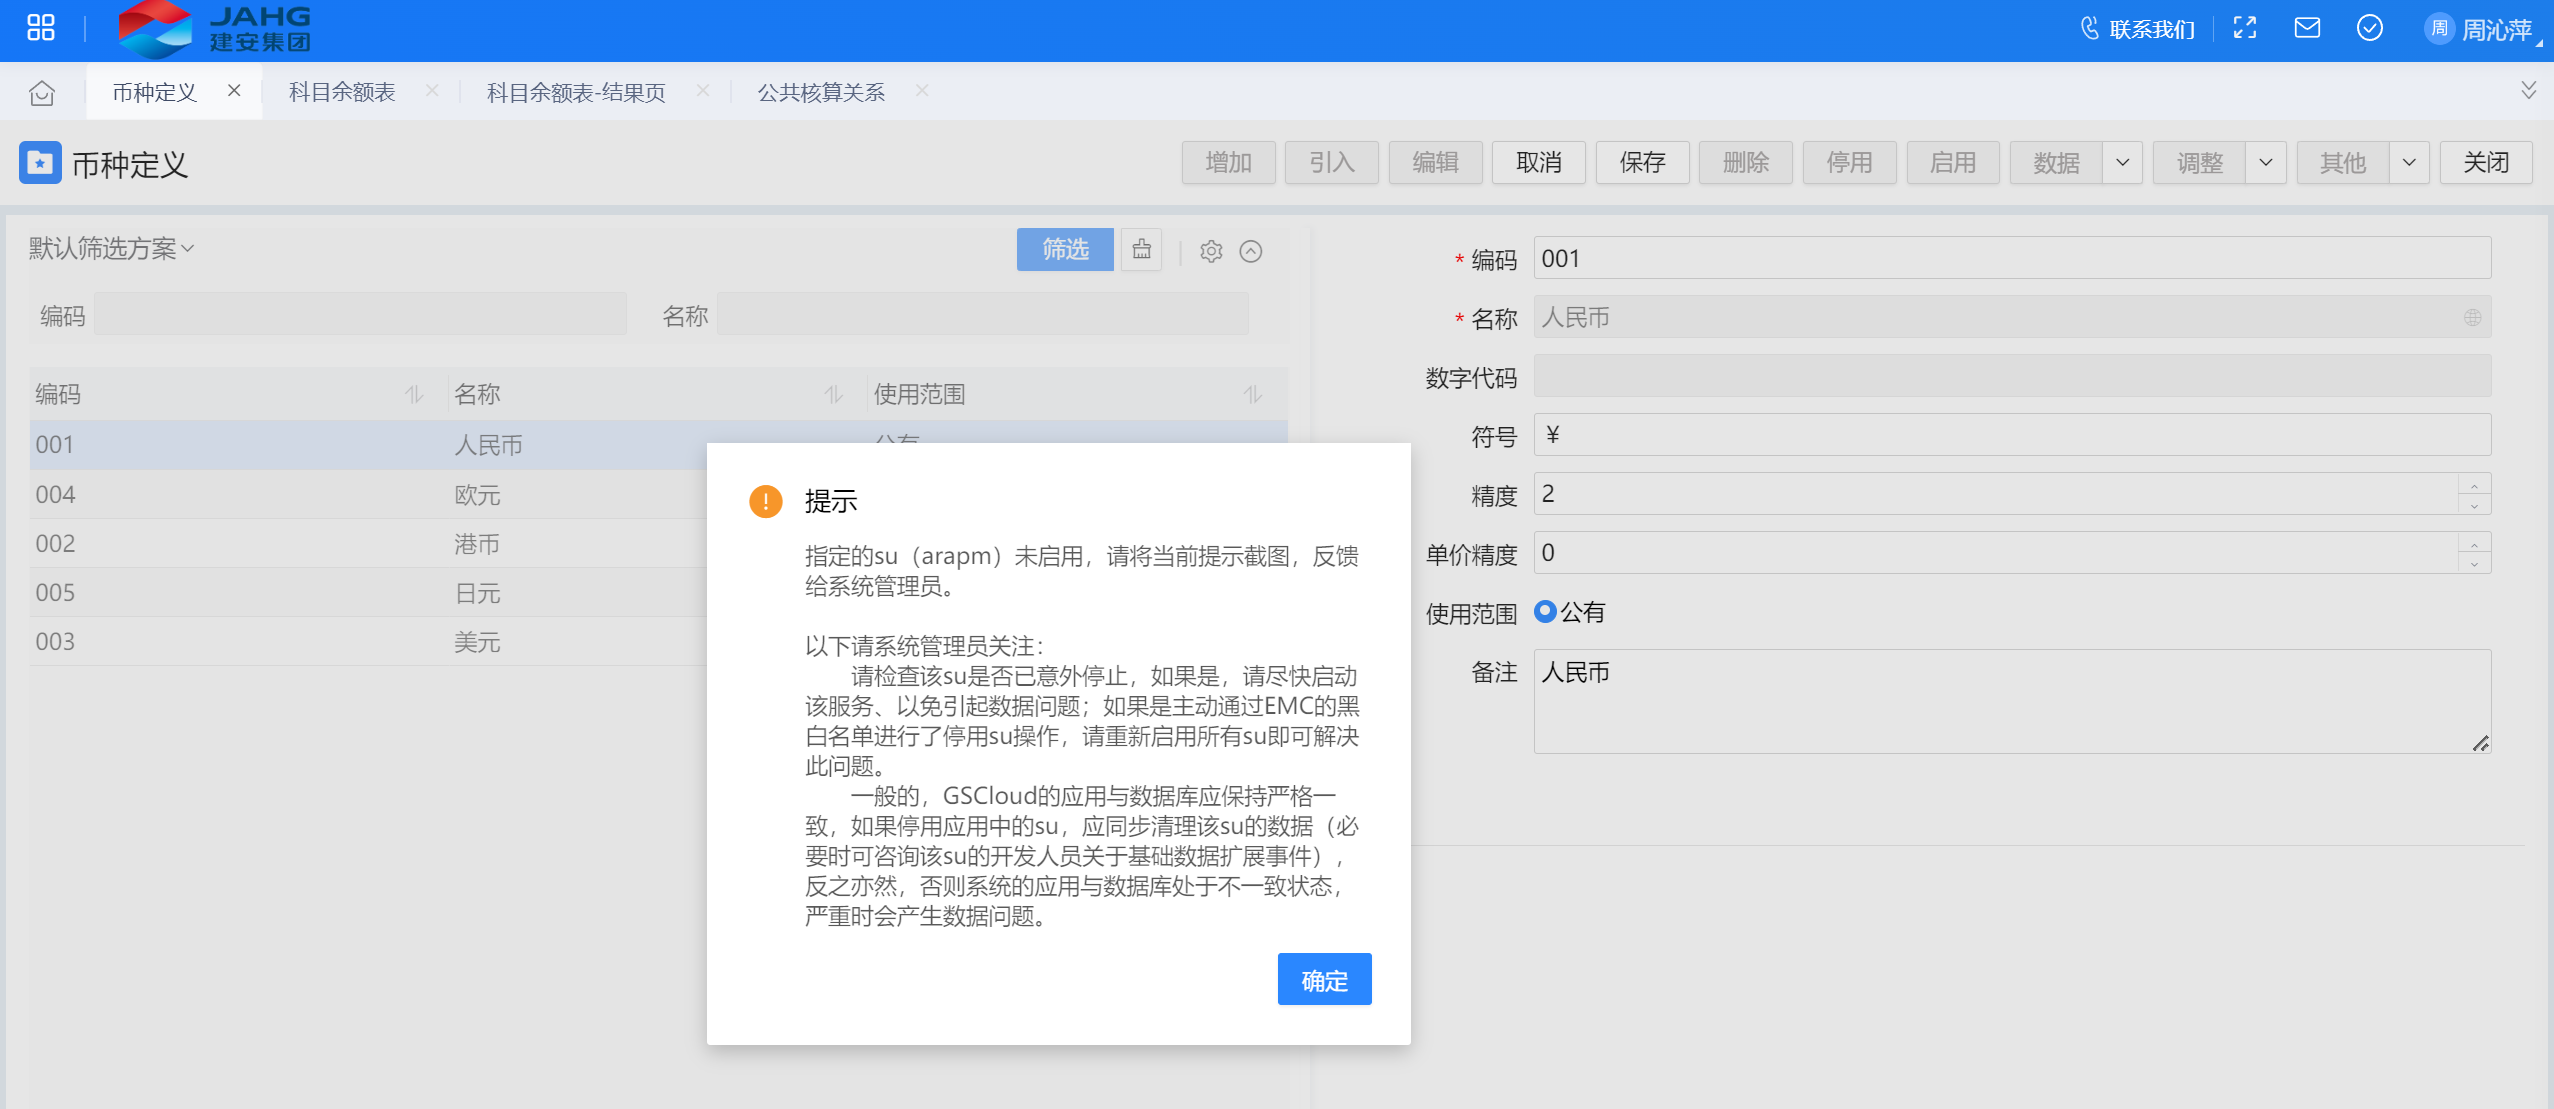 JAHG
建安集团
联系我们
周
周沁萍
币种定义
科目余额表
科目余额表-结果页
公共核算关系
币种定义
增加
引入
编辑
取消
保存
删除
停用
启用
数据
调整
其他
关闭
默认筛选方案
筛选
编码
名称
编码
名称
使用范围
001
人民币
公有
004
欧元
002
港币
005
日元
003
美元
* 编码
001
* 名称
人民币
数字代码
符号
¥
精度
2
单价精度
0
使用范围
公有
备注
人民币
提示
指定的su（arapm）未启用，请将当前提示截图，反馈
给系统管理员。
以下请系统管理员关注：
请检查该su是否已意外停止，如果是，请尽快启动
该服务、以免引起数据问题；如果是主动通过EMC的黑
白名单进行了停用su操作，请重新启用所有su即可解决
此问题。
一般的，GSCloud的应用与数据库应保持严格一
致，如果停用应用中的su，应同步清理该su的数据（必
要时可咨询该su的开发人员关于基础数据扩展事件），
反之亦然，否则系统的应用与数据库处于不一致状态，
严重时会产生数据问题。
确定